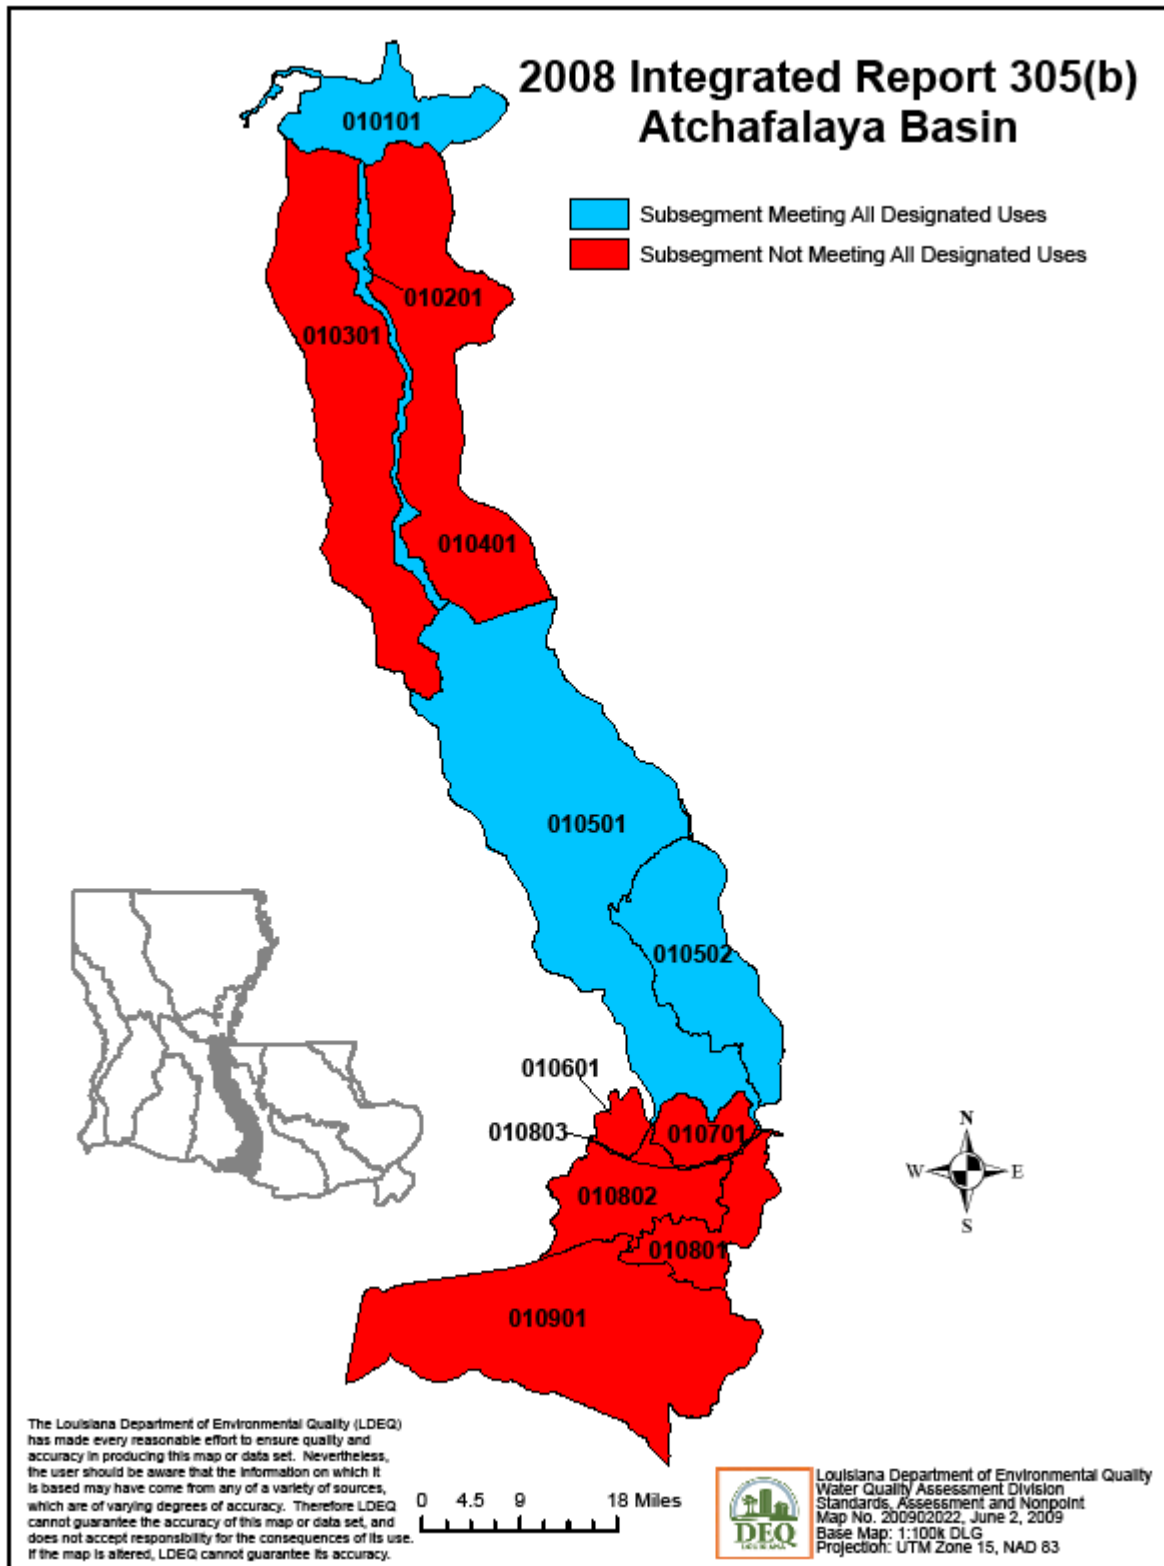 2008 Integrated Report 305(b)
Atchafalaya Basin
Subsegment Meeting All Designated Uses
Subsegment Not Meeting All Designated Uses
010101
010201
010301
010401
010501
010502
010601
010803
010701
010802
010801
010901
N
W
E
S
The Louisiana Department of Environmental Quality (LDEQ)
has made every reasonable effort to ensure quality and
accuracy in producing this map or data set. Nevertheless,
the user should be aware that the information on which it
is based may have come from any of a variety of sources,
which are of varying degrees of accuracy. Therefore LDEQ
cannot guarantee the accuracy of this map or data set, and
does not accept responsibility for the consequences of its use.
If the map is altered, LDEQ cannot guarantee its accuracy.
0 4.5 9 18 Miles
DEQ
LOUISIANA
Louisiana Department of Environmental Quality
Water Quality Assessment Division
Standards, Assessment and Nonpoint
Map No. 200902022, June 2, 2009
Base Map: 1:100k DLG
Projection: UTM Zone 15, NAD 83